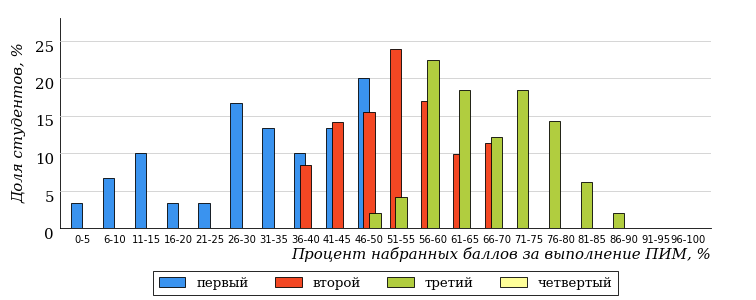 Доля студентов, %
25
20
15
10
5
0
0-5 6-10 11-15 16-20 21-25 26-30 31-35 36-40 41-45 46-50 51-55 56-60 61-65 66-70 71-75 76-80 81-85 86-90 91-95 96-100
Процент набранных баллов за выполнение ПИМ, %
первый второй третий четвертый